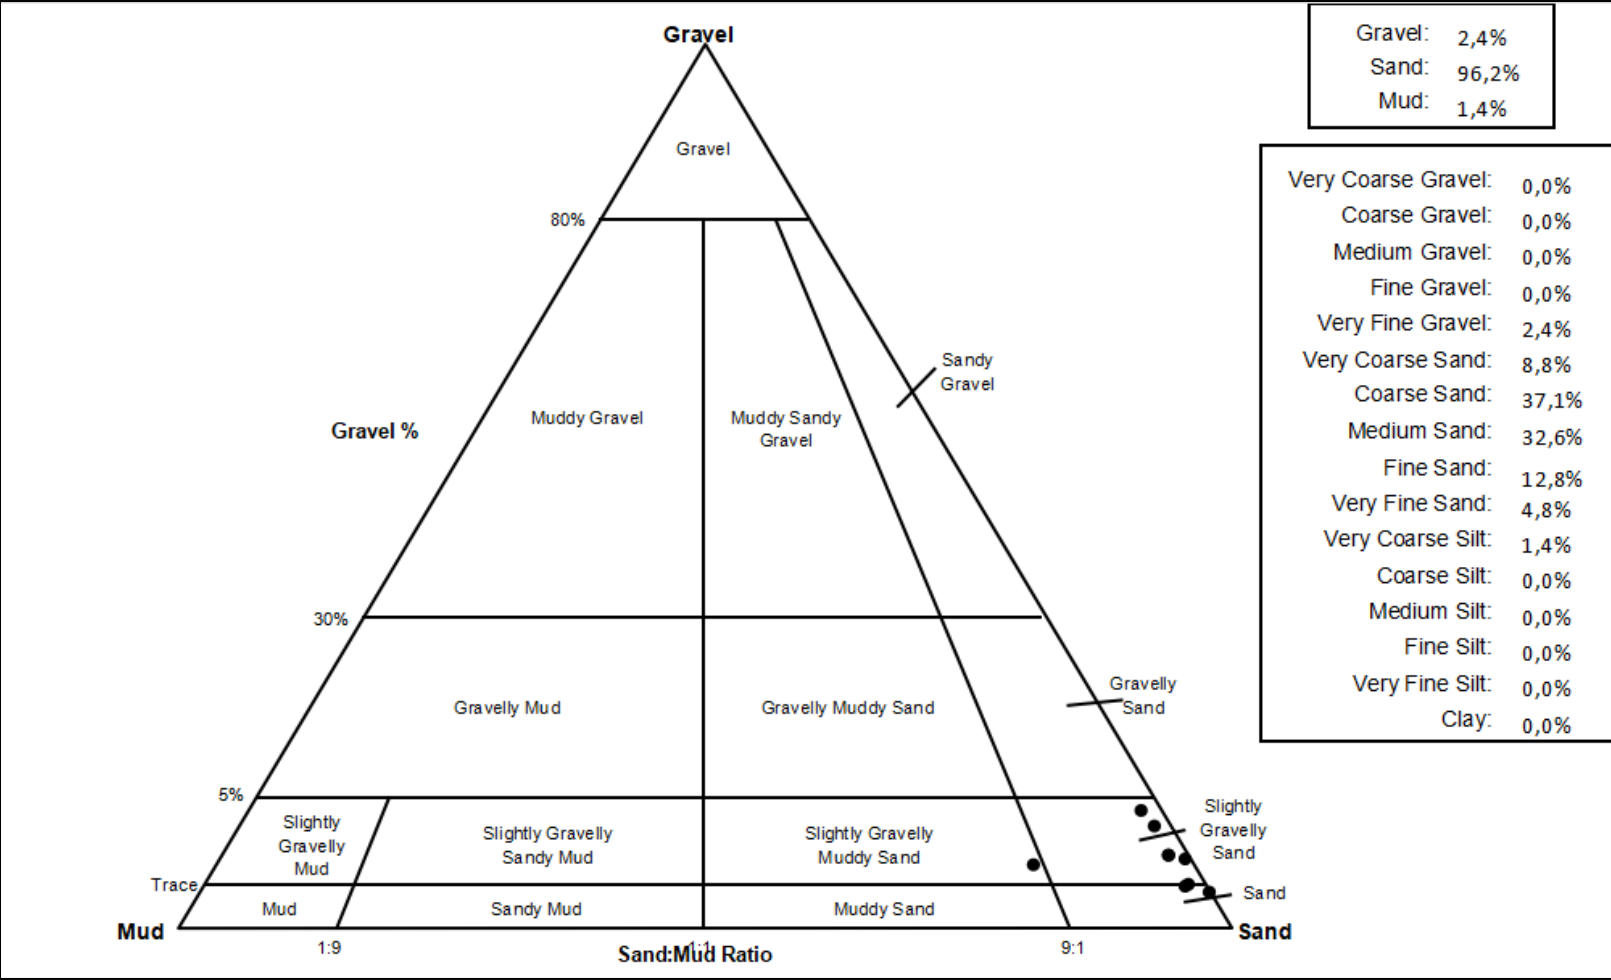 Gravel
Gravel
80%
Sandy
Gravel
Muddy Gravel
Muddy Sandy
Gravel
Gravel %
30%
Gravelly
Sand
Gravelly Mud
Gravelly Muddy Sand
5%
Slightly
Gravelly
Mud
Slightly Gravelly
Sandy Mud
Slightly Gravelly
Muddy Sand
Slightly
Gravelly
Sand
Trace
Mud
Sandy Mud
Muddy Sand
Sand
Mud
Sand
1:9
1:1
9:1
Sand:Mud Ratio
Gravel: 2,4%
Sand: 96,2%
Mud: 1,4%
Very Coarse Gravel: 0,0%
Coarse Gravel: 0,0%
Medium Gravel: 0,0%
Fine Gravel: 0,0%
Very Fine Gravel: 2,4%
Very Coarse Sand: 8,8%
Coarse Sand: 37,1%
Medium Sand: 32,6%
Fine Sand: 12,8%
Very Fine Sand: 4,8%
Very Coarse Silt: 1,4%
Coarse Silt: 0,0%
Medium Silt: 0,0%
Fine Silt: 0,0%
Very Fine Silt: 0,0%
Clay: 0,0%